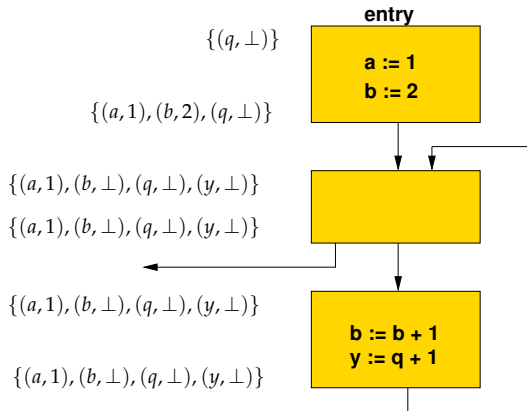 entry
{(q, ⊥)}
a := 1
b := 2
{(a, 1), (b, 2), (q, ⊥)}
{(a, 1), (b, ⊥), (q, ⊥), (y, ⊥)}
{(a, 1), (b, ⊥), (q, ⊥), (y, ⊥)}
{(a, 1), (b, ⊥), (q, ⊥), (y, ⊥)}
b := b + 1
y := q + 1
{(a, 1), (b, ⊥), (q, ⊥), (y, ⊥)}